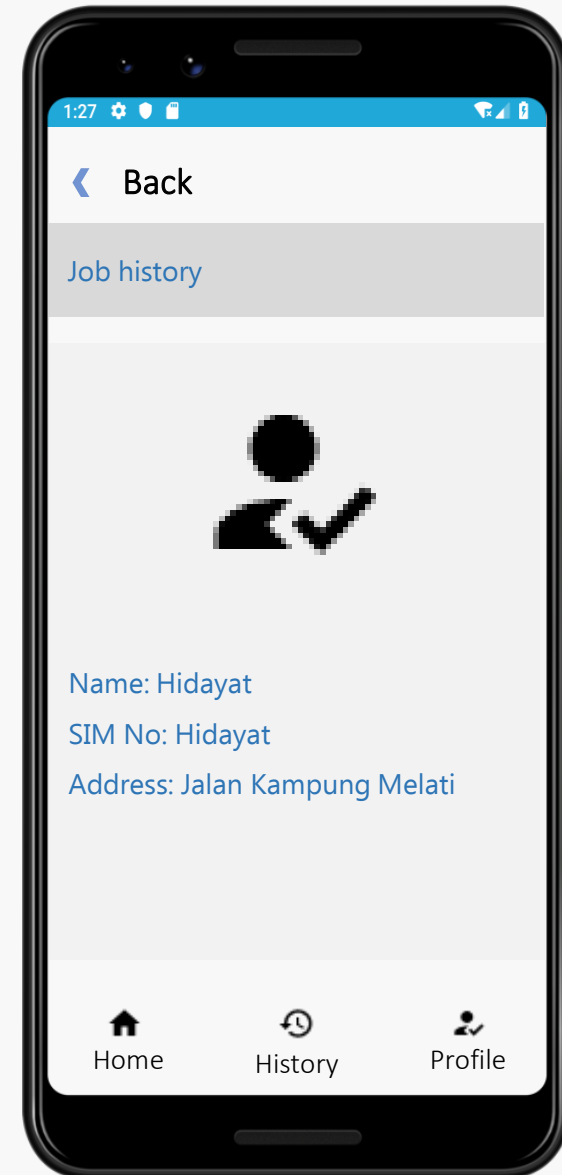 1:27
Back
Job history
Name: Hidayat
SIM No: Hidayat
Address: Jalan Kampung Melati
Home
History
Profile